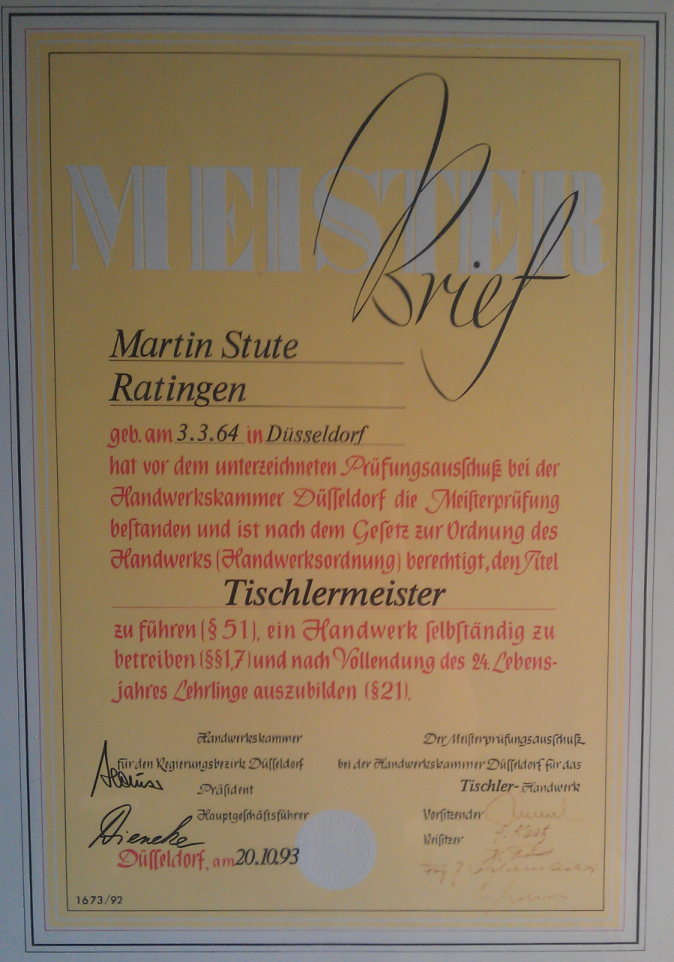 MEISTER
Brief
Martin Stute
Ratingen
geb. am 3.3.64 in Düsseldorf
hat vor dem unterzeichneten Prüfungsausſchuß bei der
Handwerkskammer Düſſeldorf die Meiſterprüfung
beſtanden und ist nach dem Geſetz zur Ordnung des
Handwerks (Handwerksordnung) berechtigt, den Titel
Tischlermeister
zu führen (§ 51), ein Handwerk ſelbſtändig zu
betreiben (§§1,7) und nach Vollendung des 24. Lebens-
jahres Lehrlinge auszubilden (§21).
Handwerkskammer
für den Regierungsbezirk Düſſeldorf
Präſident
Hauptgeſchäftsführer
Düſſeldorf, am 20.10.93
Der Meiſterprüfungsausſchuß
bei der Handwerkskammer Düſſeldorf für das
Tischler-Handwerk
Vorſitzender
Beiſitzer
1673/92